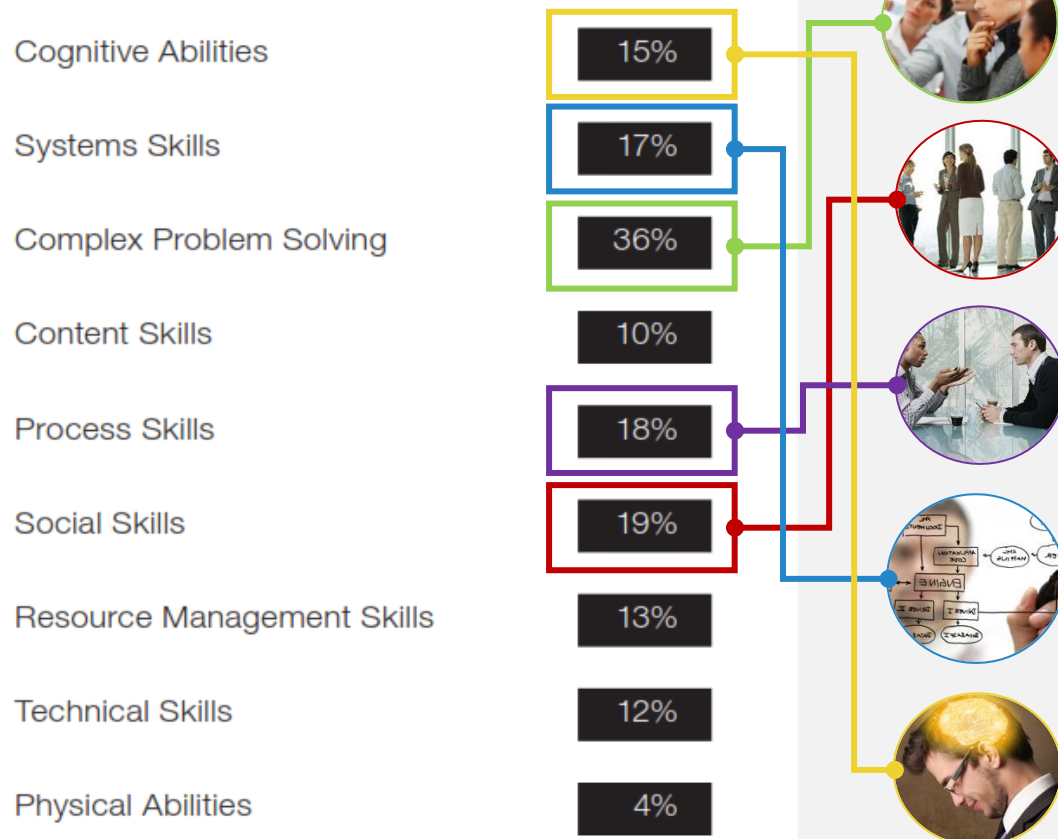 Cognitive Abilities 15%
Systems Skills 17%
Complex Problem Solving 36%
Content Skills 10%
Process Skills 18%
Social Skills 19%
Resource Management Skills 13%
Technical Skills 12%
Physical Abilities 4%
ENGINE